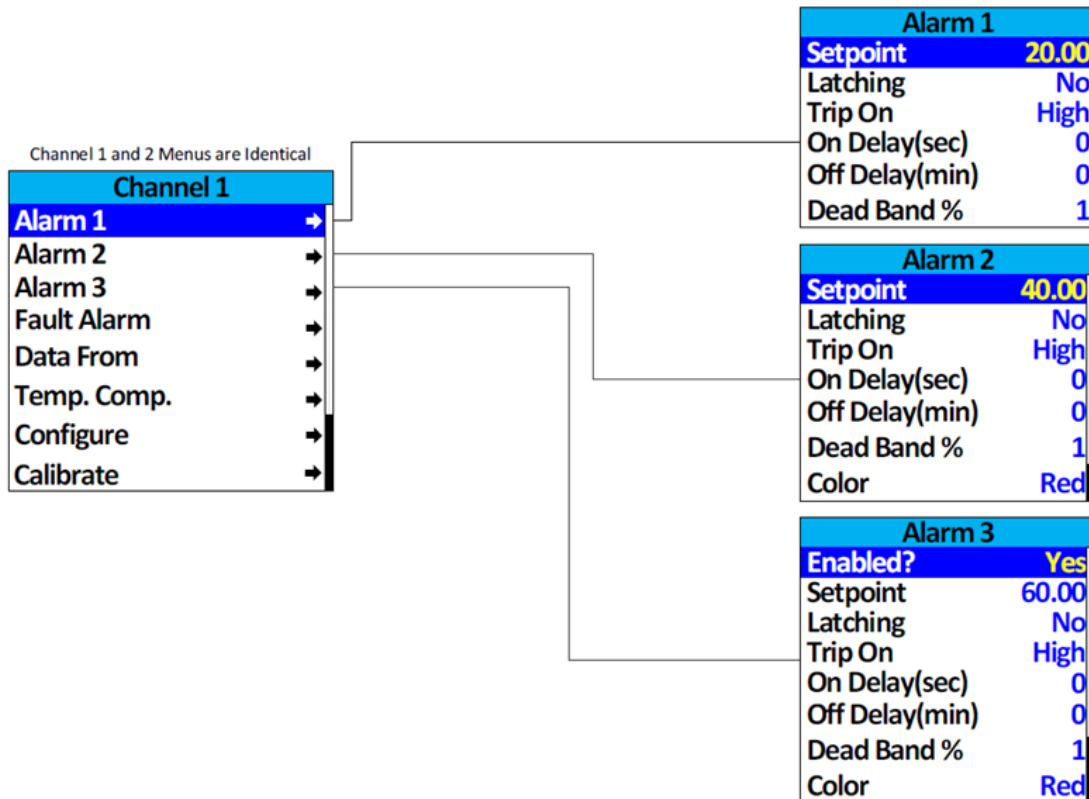 Channel 1 and 2 Menus are Identical
Channel 1
Alarm 1
Alarm 2
Alarm 3
Fault Alarm
Data From
Temp. Comp.
Configure
Calibrate
Alarm 1
Setpoint 20.00
Latching No
Trip On High
On Delay(sec) 0
Off Delay(min) 0
Dead Band % 1
Alarm 2
Setpoint 40.00
Latching No
Trip On High
On Delay(sec) 0
Off Delay(min) 0
Dead Band % 1
Color Red
Alarm 3
Enabled? Yes
Setpoint 60.00
Latching No
Trip On High
On Delay(sec) 0
Off Delay(min) 0
Dead Band % 1
Color Red